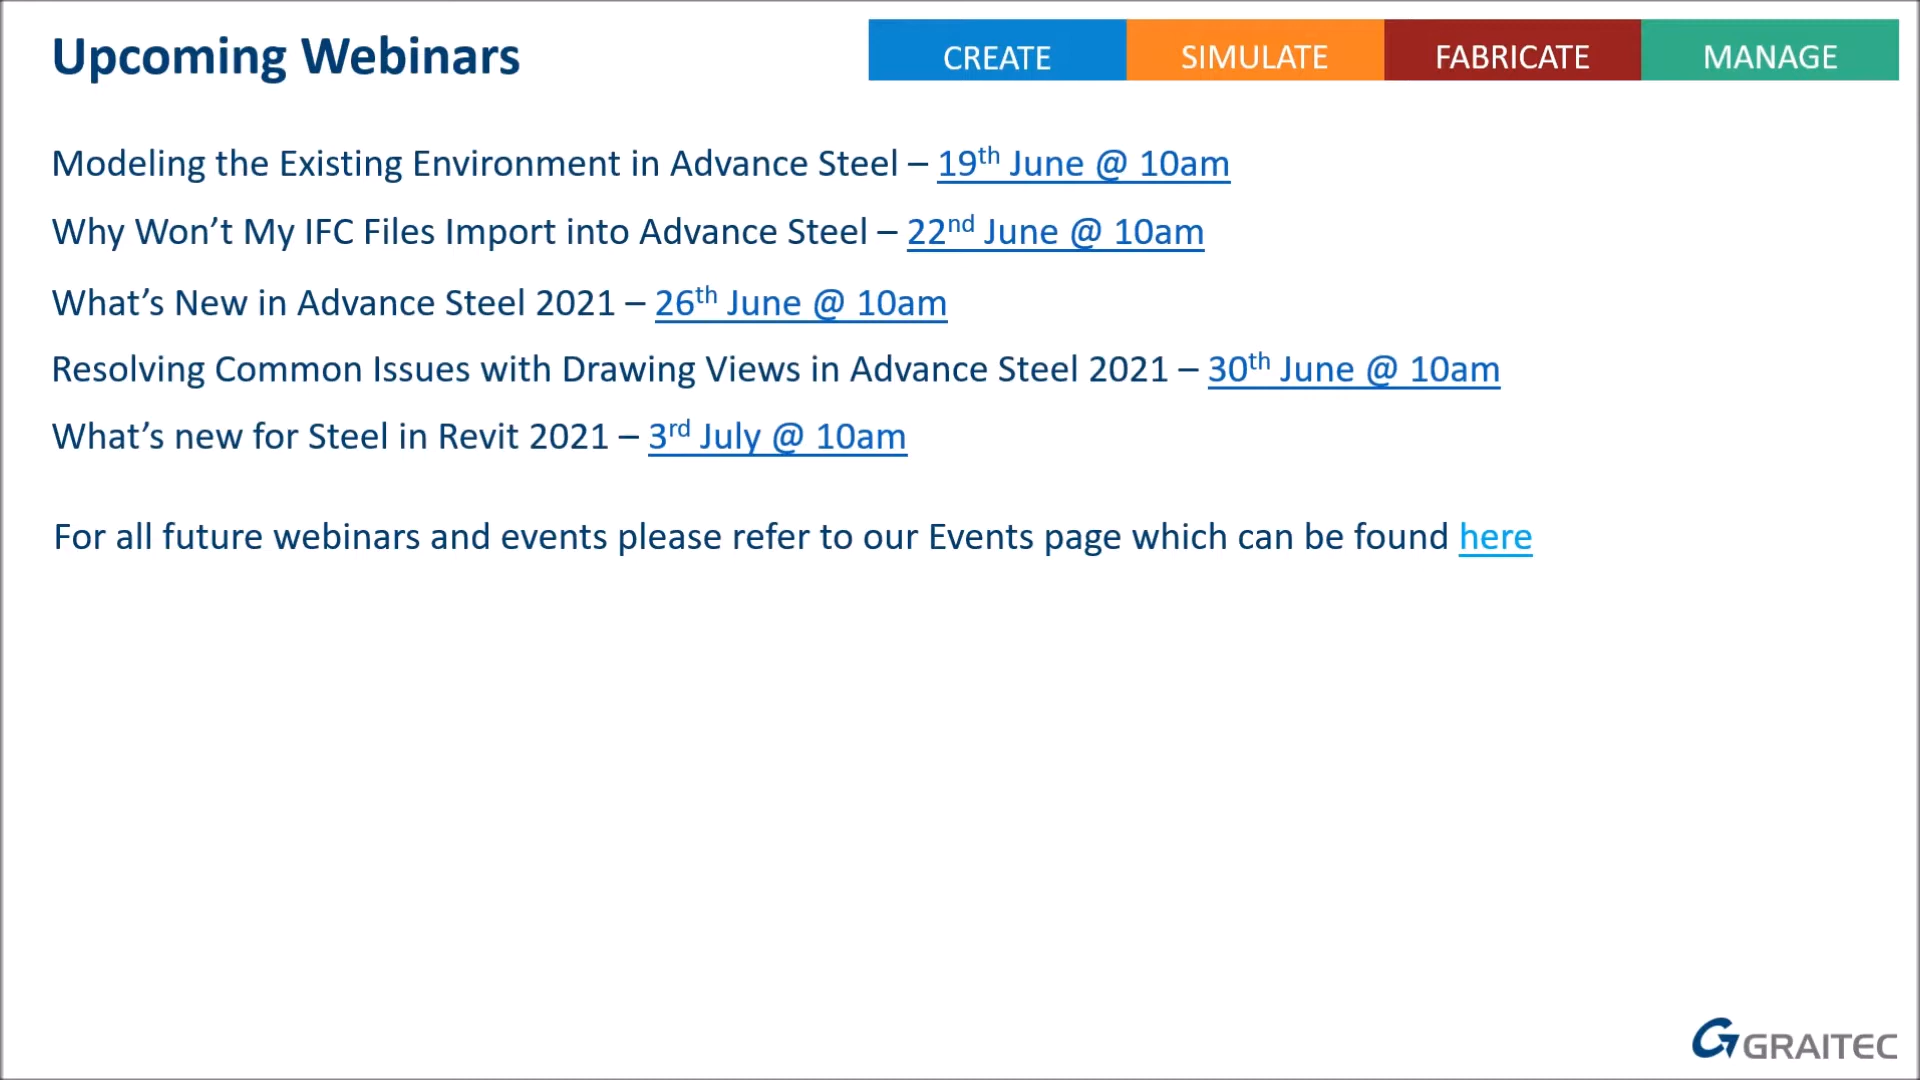 Upcoming Webinars
CREATE SIMULATE FABRICATE MANAGE
Modeling the Existing Environment in Advance Steel – 19th June @ 10am
Why Won’t My IFC Files Import into Advance Steel – 22nd June @ 10am
What’s New in Advance Steel 2021 – 26th June @ 10am
Resolving Common Issues with Drawing Views in Advance Steel 2021 – 30th June @ 10am
What’s new for Steel in Revit 2021 – 3rd July @ 10am
For all future webinars and events please refer to our Events page which can be found here
GRAITEC